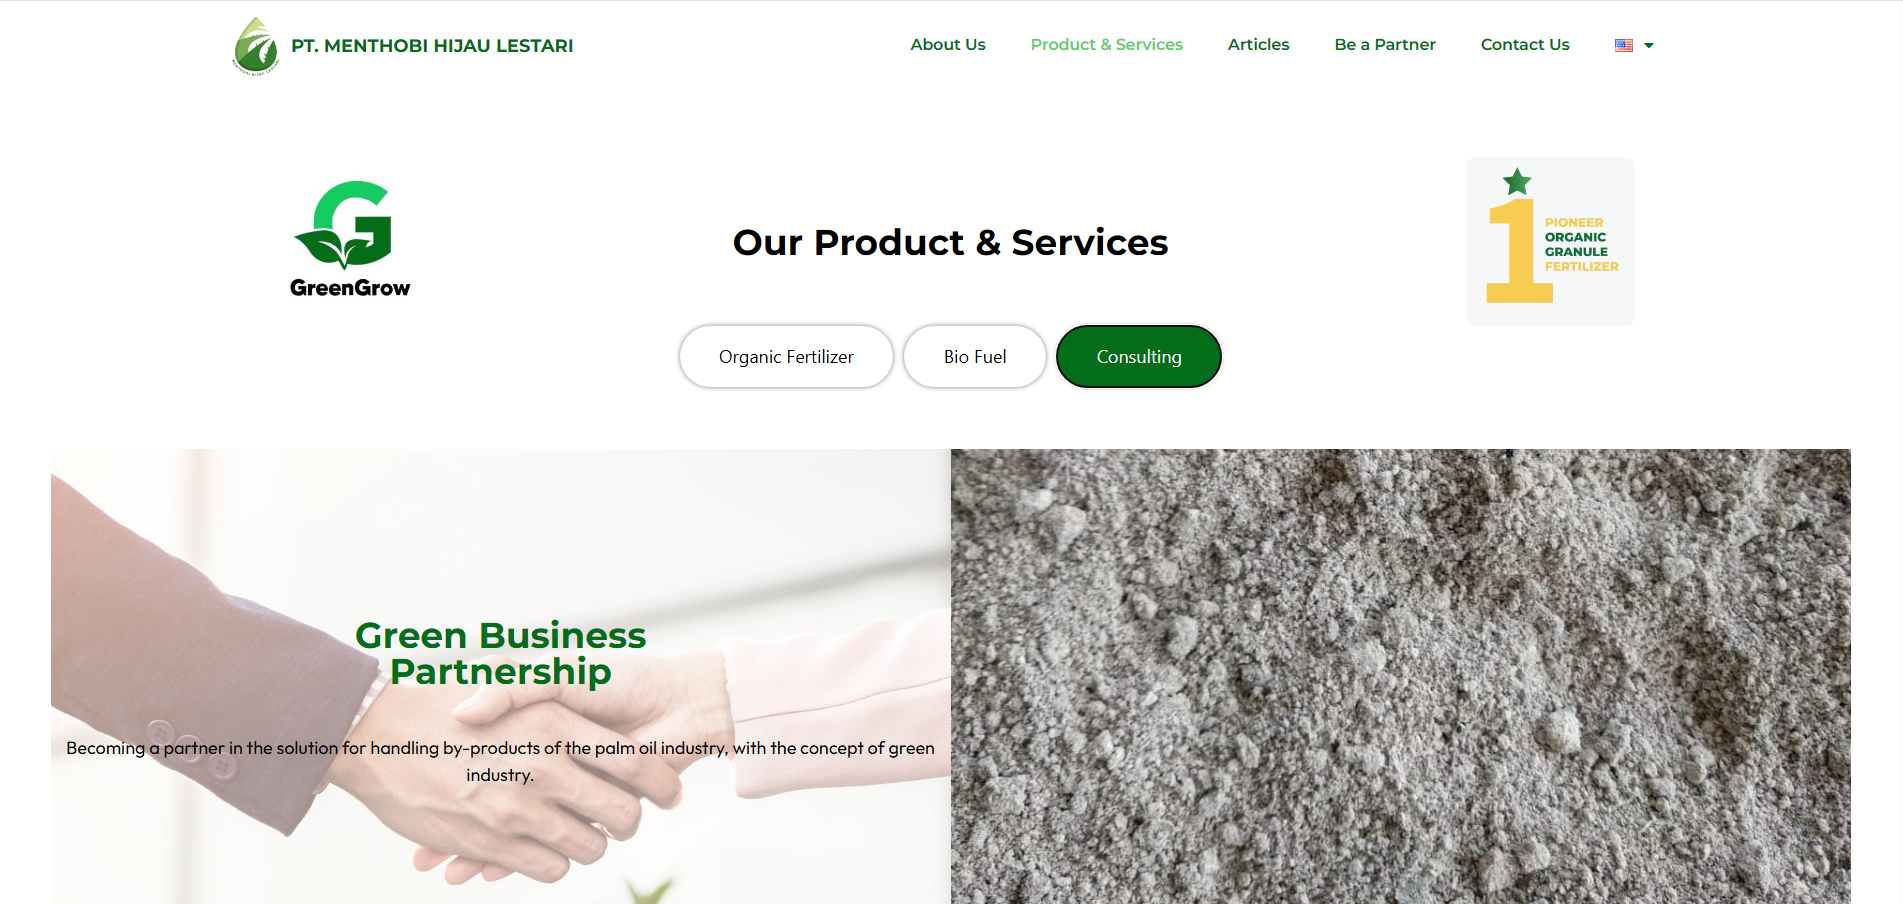 PT. MENTHOBI HIJAU LESTARI
About Us
Product & Services
Articles
Be a Partner
Contact Us
GreenGrow
Our Product & Services
1 PIONEER
ORGANIC
GRANULE
FERTILIZER
Organic Fertilizer
Bio Fuel
Consulting
Green Business
Partnership
Becoming a partner in the solution for handling by-products of the palm oil industry, with the concept of green
industry.